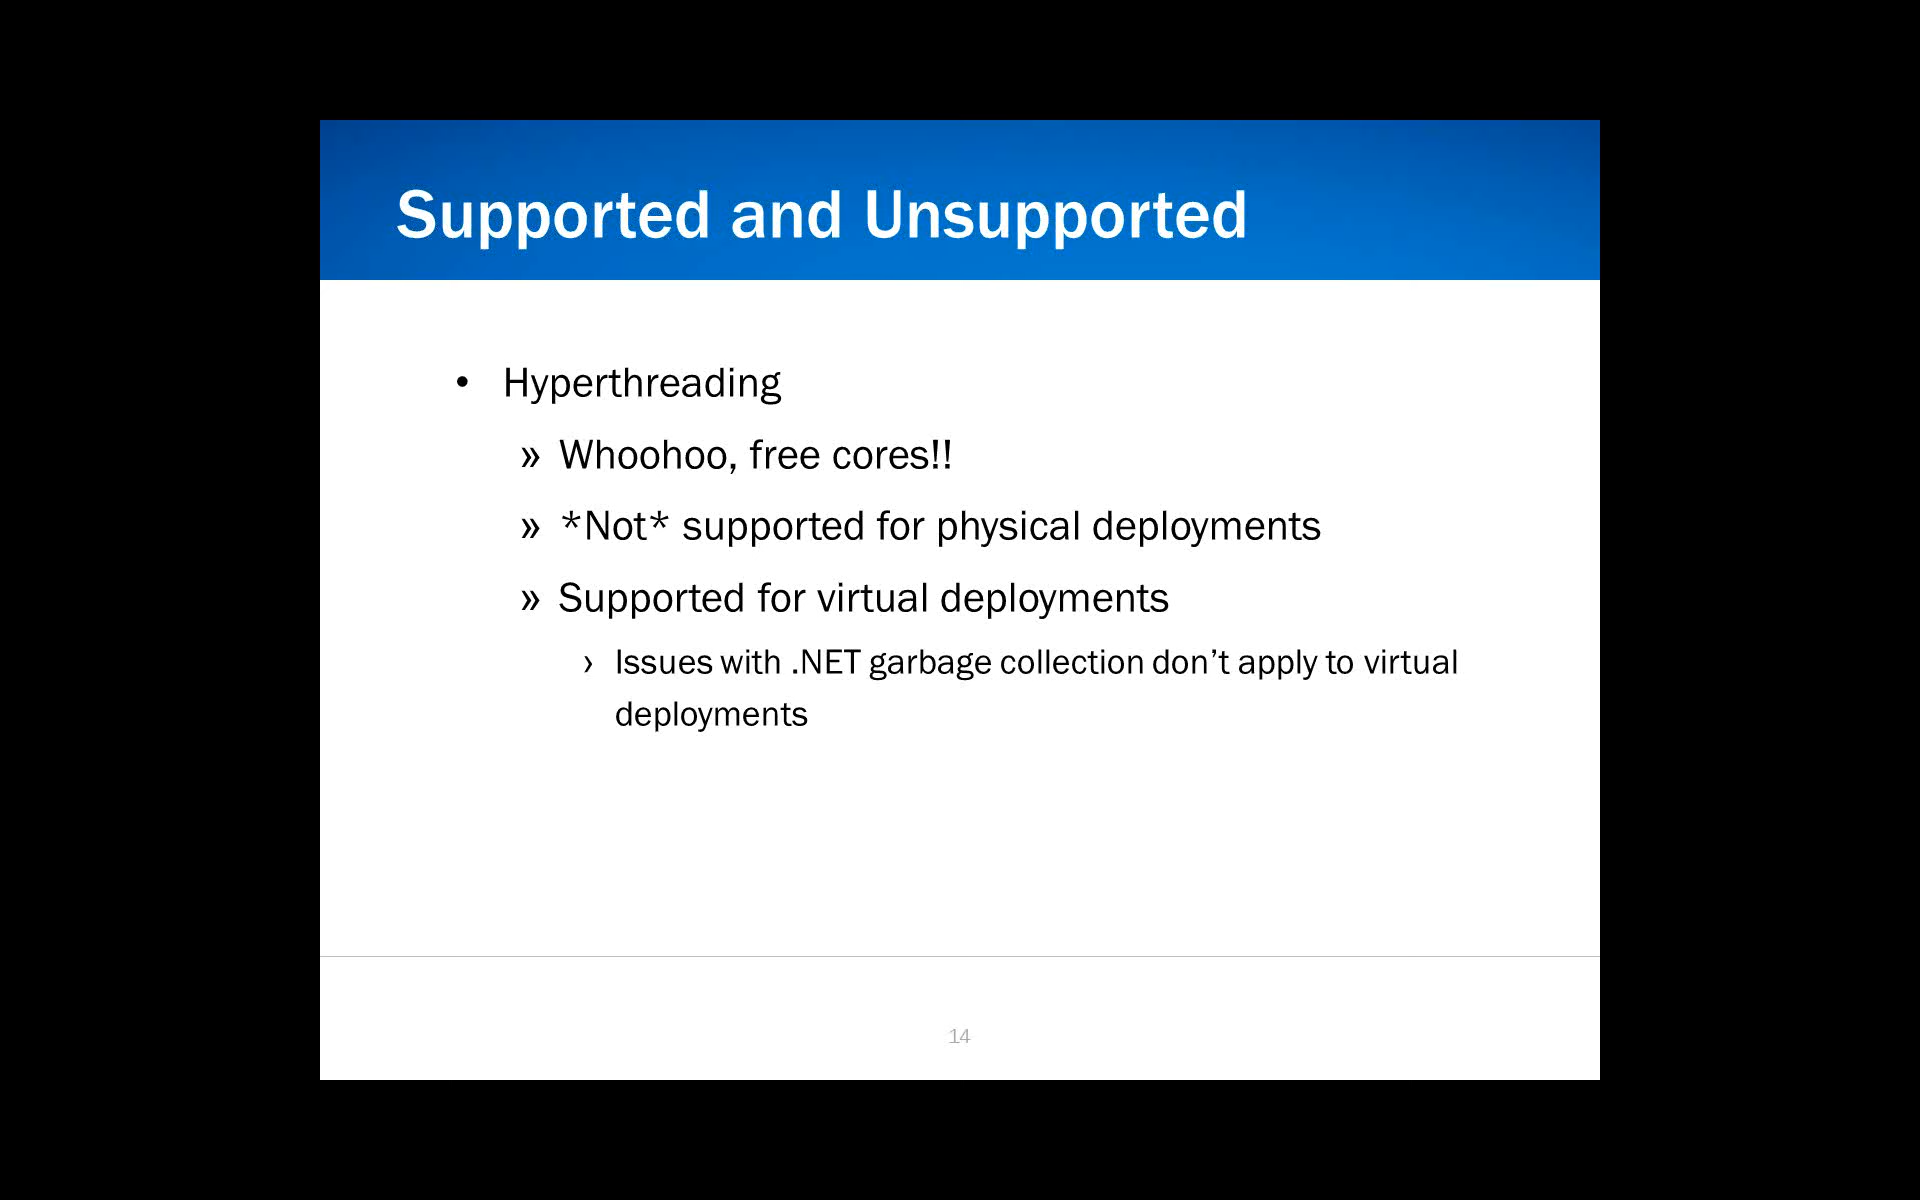 Supported and Unsupported
• Hyperthreading
» Whoohoo, free cores!!
» *Not* supported for physical deployments
» Supported for virtual deployments
› Issues with .NET garbage collection don’t apply to virtual
deployments
14